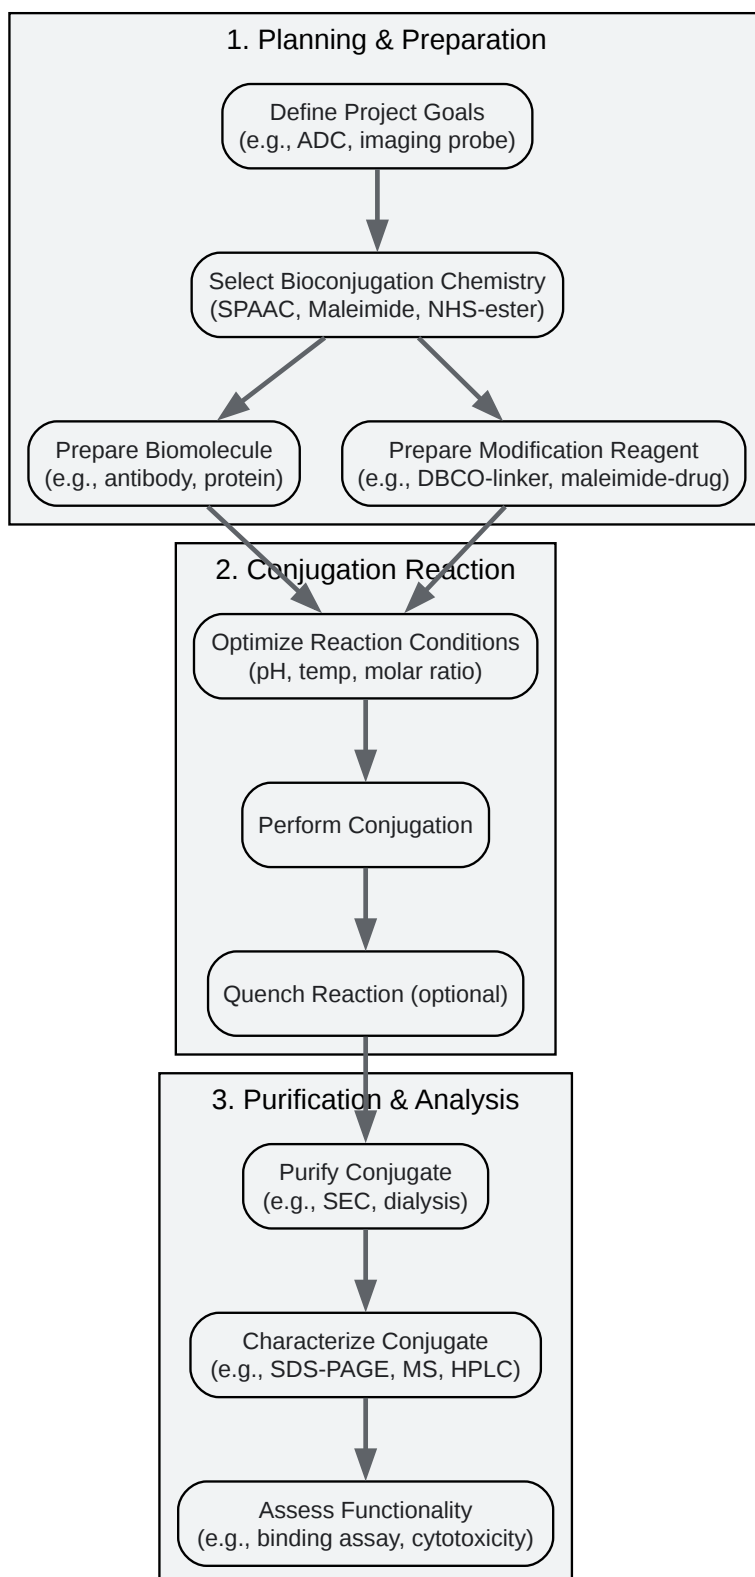 1. Planning & Preparation
Define Project Goals
(e.g., ADC, imaging probe)
Select Bioconjugation Chemistry
(SPAAC, Maleimide, NHS-ester)
Prepare Biomolecule
(e.g., antibody, protein)
Prepare Modification Reagent
(e.g., DBCO-linker, maleimide-drug)
2. Conjugation Reaction
Optimize Reaction Conditions
(pH, temp, molar ratio)
Perform Conjugation
Quench Reaction (optional)
3. Purification & Analysis
Purify Conjugate
(e.g., SEC, dialysis)
Characterize Conjugate
(e.g., SDS-PAGE, MS, HPLC)
Assess Functionality
(e.g., binding assay, cytotoxicity)